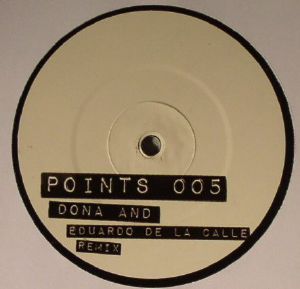 POINTS 005
DONA AND
EDUARDO DE LA CALLE
REMIX